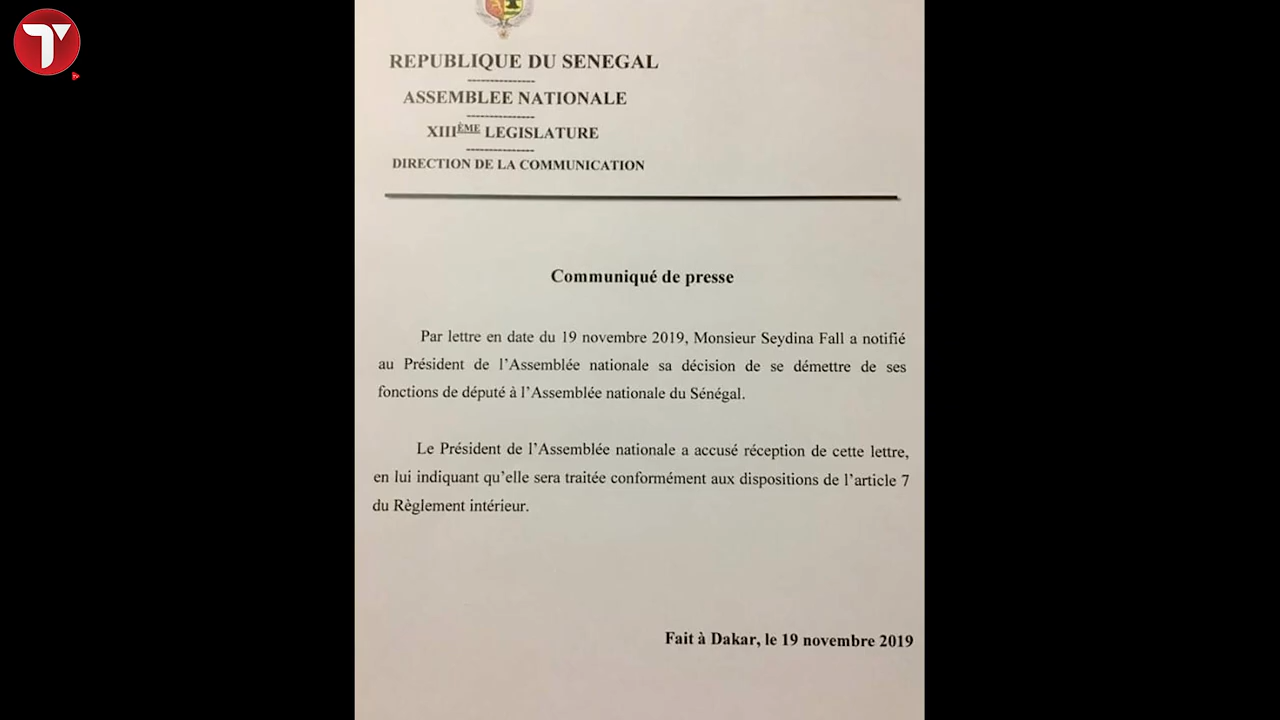 T
Tv
REPUBLIQUE DU SENEGAL
---------------
ASSEMBLEE NATIONALE
---------------
XIIIÈME LEGISLATURE
---------------
DIRECTION DE LA COMMUNICATION
Communiqué de presse
Par lettre en date du 19 novembre 2019, Monsieur Seydina Fall a notifié
au Président de l’Assemblée nationale sa décision de se démettre de ses
fonctions de député à l’Assemblée nationale du Sénégal.
Le Président de l’Assemblée nationale a accusé réception de cette lettre,
en lui indiquant qu’elle sera traitée conformément aux dispositions de l’article 7
du Règlement intérieur.
Fait à Dakar, le 19 novembre 2019